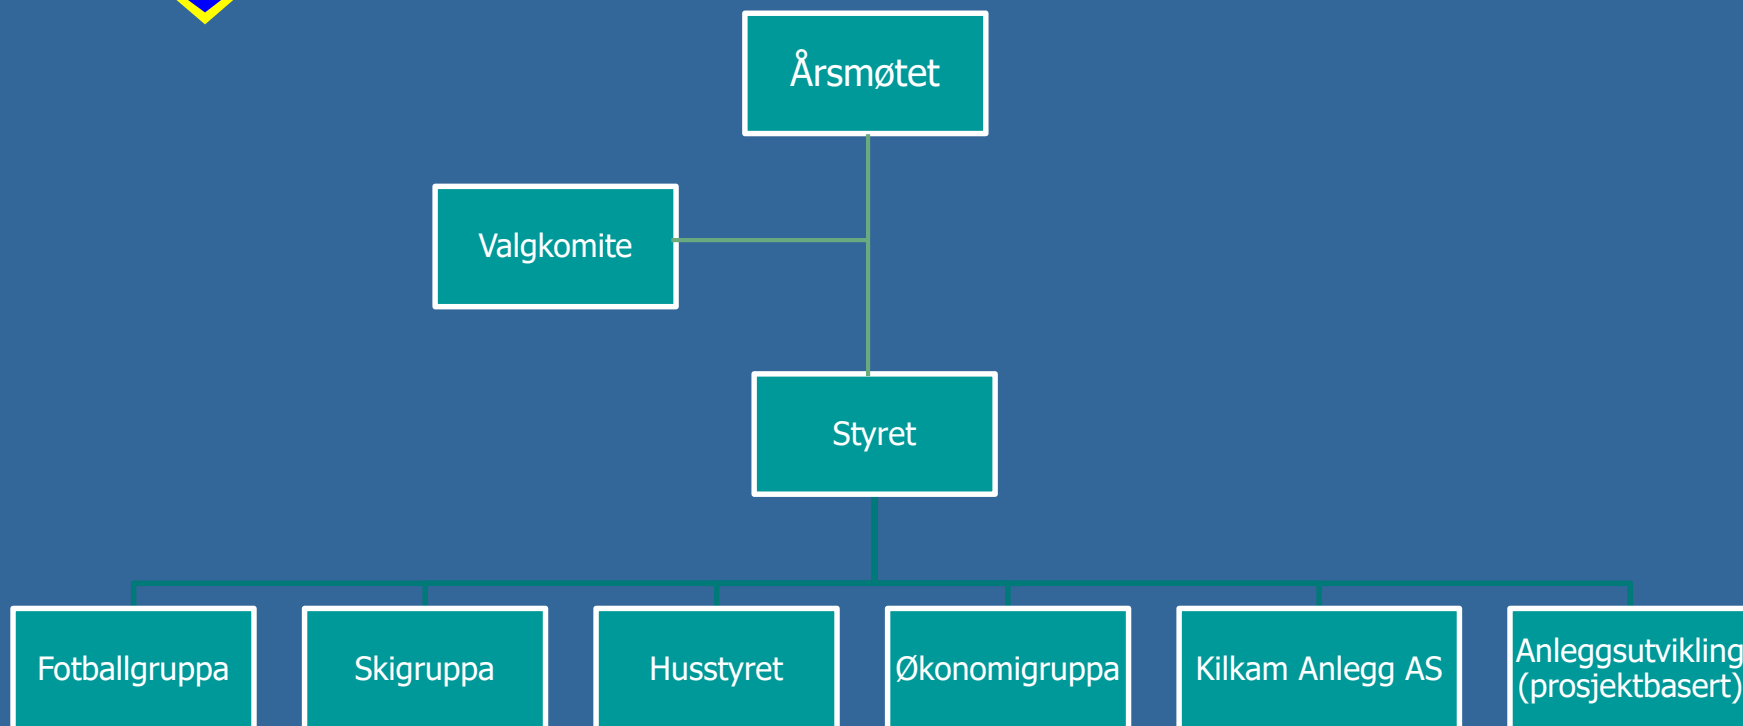 Årsmøtet
Valgkomite
Styret
Fotballgruppa
Skigruppa
Husstyret
Økonomigruppa
Kilkam Anlegg AS
Anleggsutvikling
(prosjektbasert)